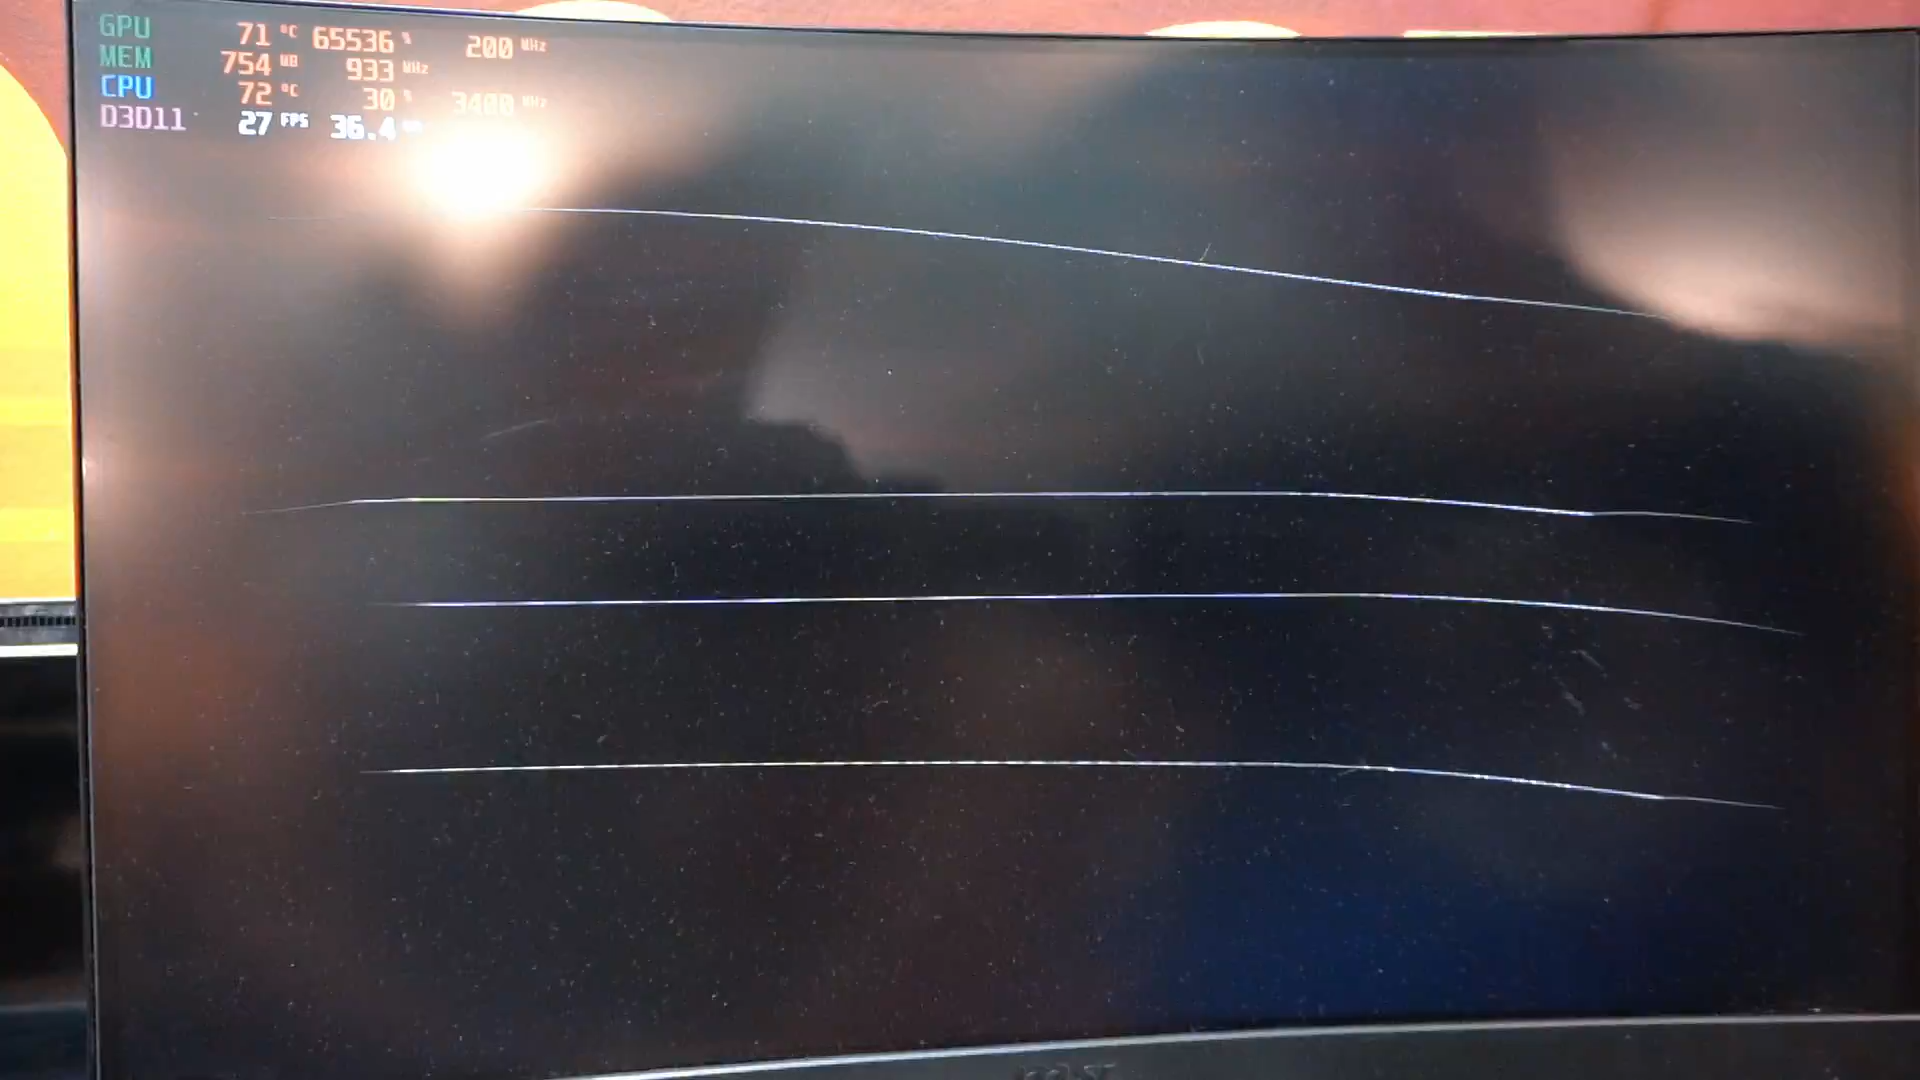 GPU 71 °C 65536 % 200 MHz
MEM 754 MB 933 MHz
CPU 72 °C 30 % 3400 MHz
D3D11 27 FPS 36.4